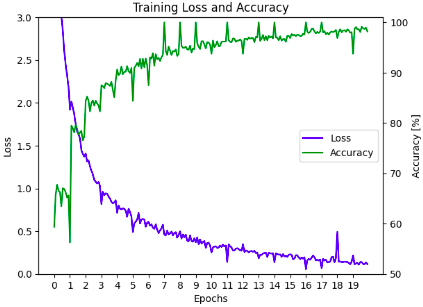 Training Loss and Accuracy
3.0
2.5
2.0
1.5
1.0
0.5
0.0
Loss
100
90
80
70
60
50
Accuracy [%]
Loss
Accuracy
0 1 2 3 4 5 6 7 8 9 10 11 12 13 14 15 16 17 18 19
Epochs